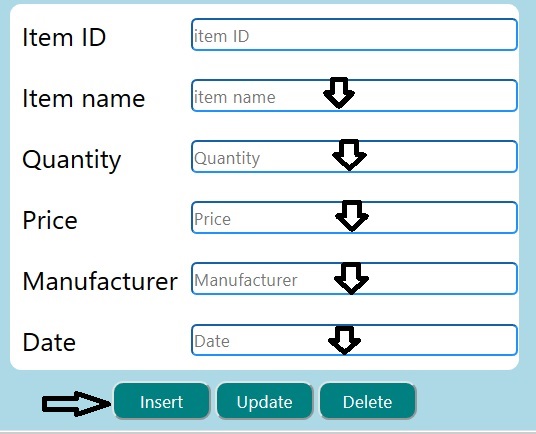 Item ID item ID
Item name item name
Quantity Quantity
Price Price
Manufacturer Manufacturer
Date Date
Insert Update Delete